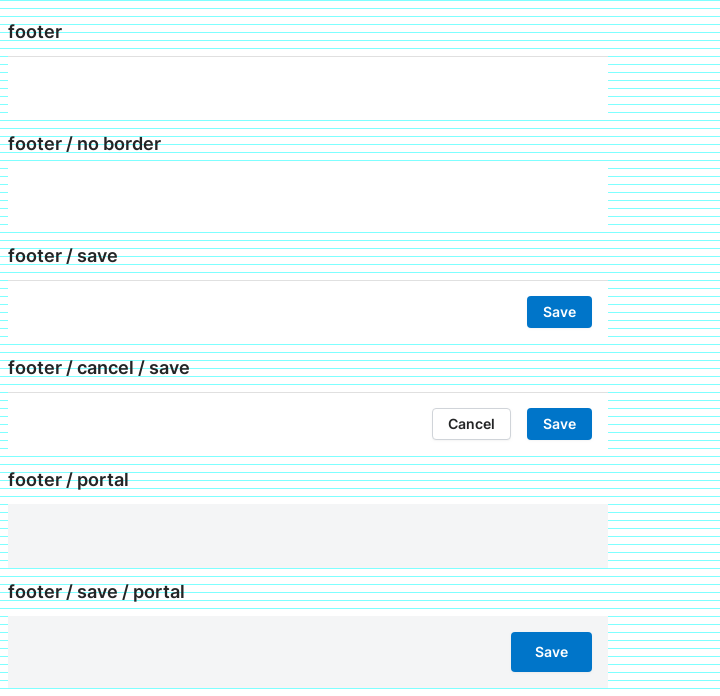 footer
footer / no border
footer / save
Save
footer / cancel / save
Cancel Save
footer / portal
footer / save / portal
Save